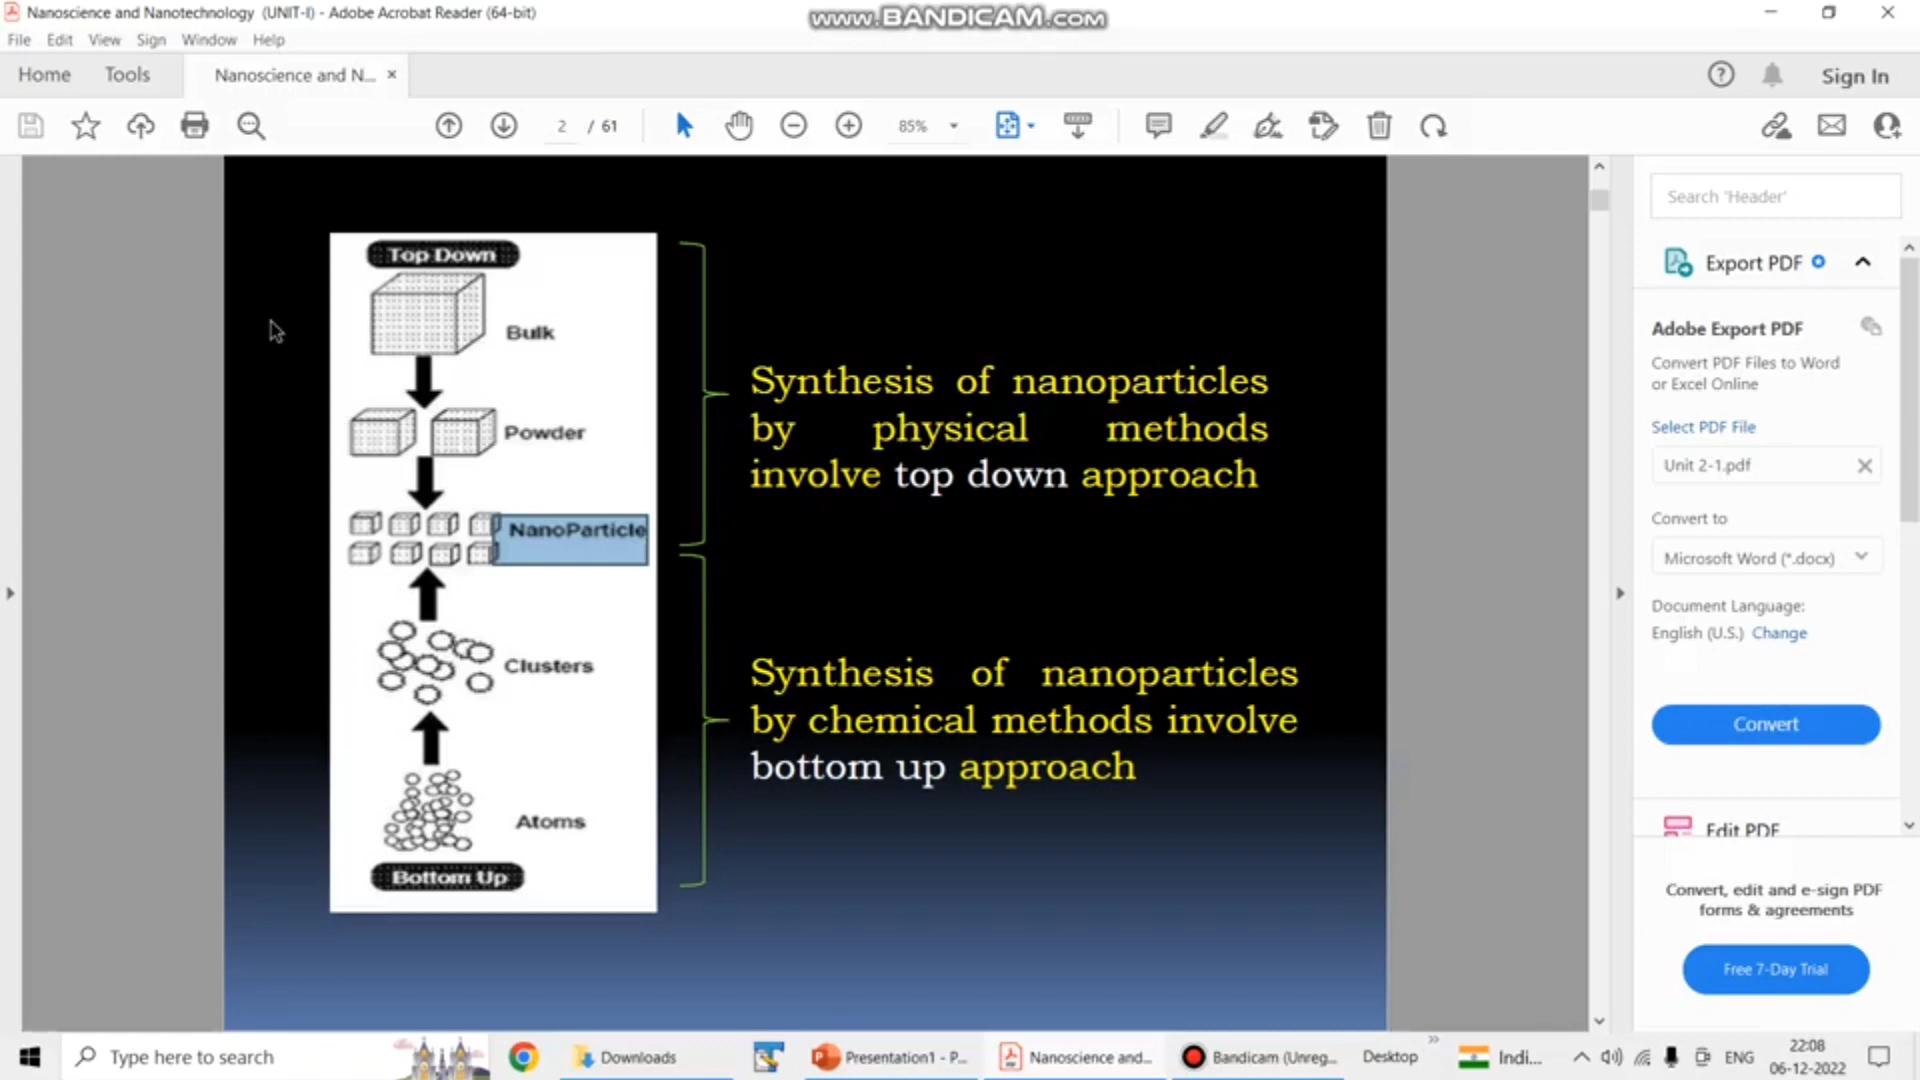 Nanoscience and Nanotechnology (UNIT-I) - Adobe Acrobat Reader (64-bit)
www.BANDICAM.com
File Edit View Sign Window Help
Home Tools Nanoscience and N... × Sign In
2 / 61 85%
Search 'Header'
Export PDF
Adobe Export PDF
Convert PDF Files to Word
or Excel Online
Select PDF File
Unit 2-1.pdf
Convert to
Microsoft Word (*.docx)
Document Language:
English (U.S.) Change
Convert
Edit PDF
Convert, edit and e-sign PDF
forms & agreements
Free 7-Day Trial
Top Down
Bulk
Powder
NanoParticle
Clusters
Atoms
Bottom Up
Synthesis of nanoparticles
by physical methods
involve top down approach
Synthesis of nanoparticles
by chemical methods involve
bottom up approach
Type here to search
Downloads
Presentation1 - P...
Nanoscience and...
Bandicam (Unreg...
Desktop
Indi...
ENG
22:08
06-12-2022